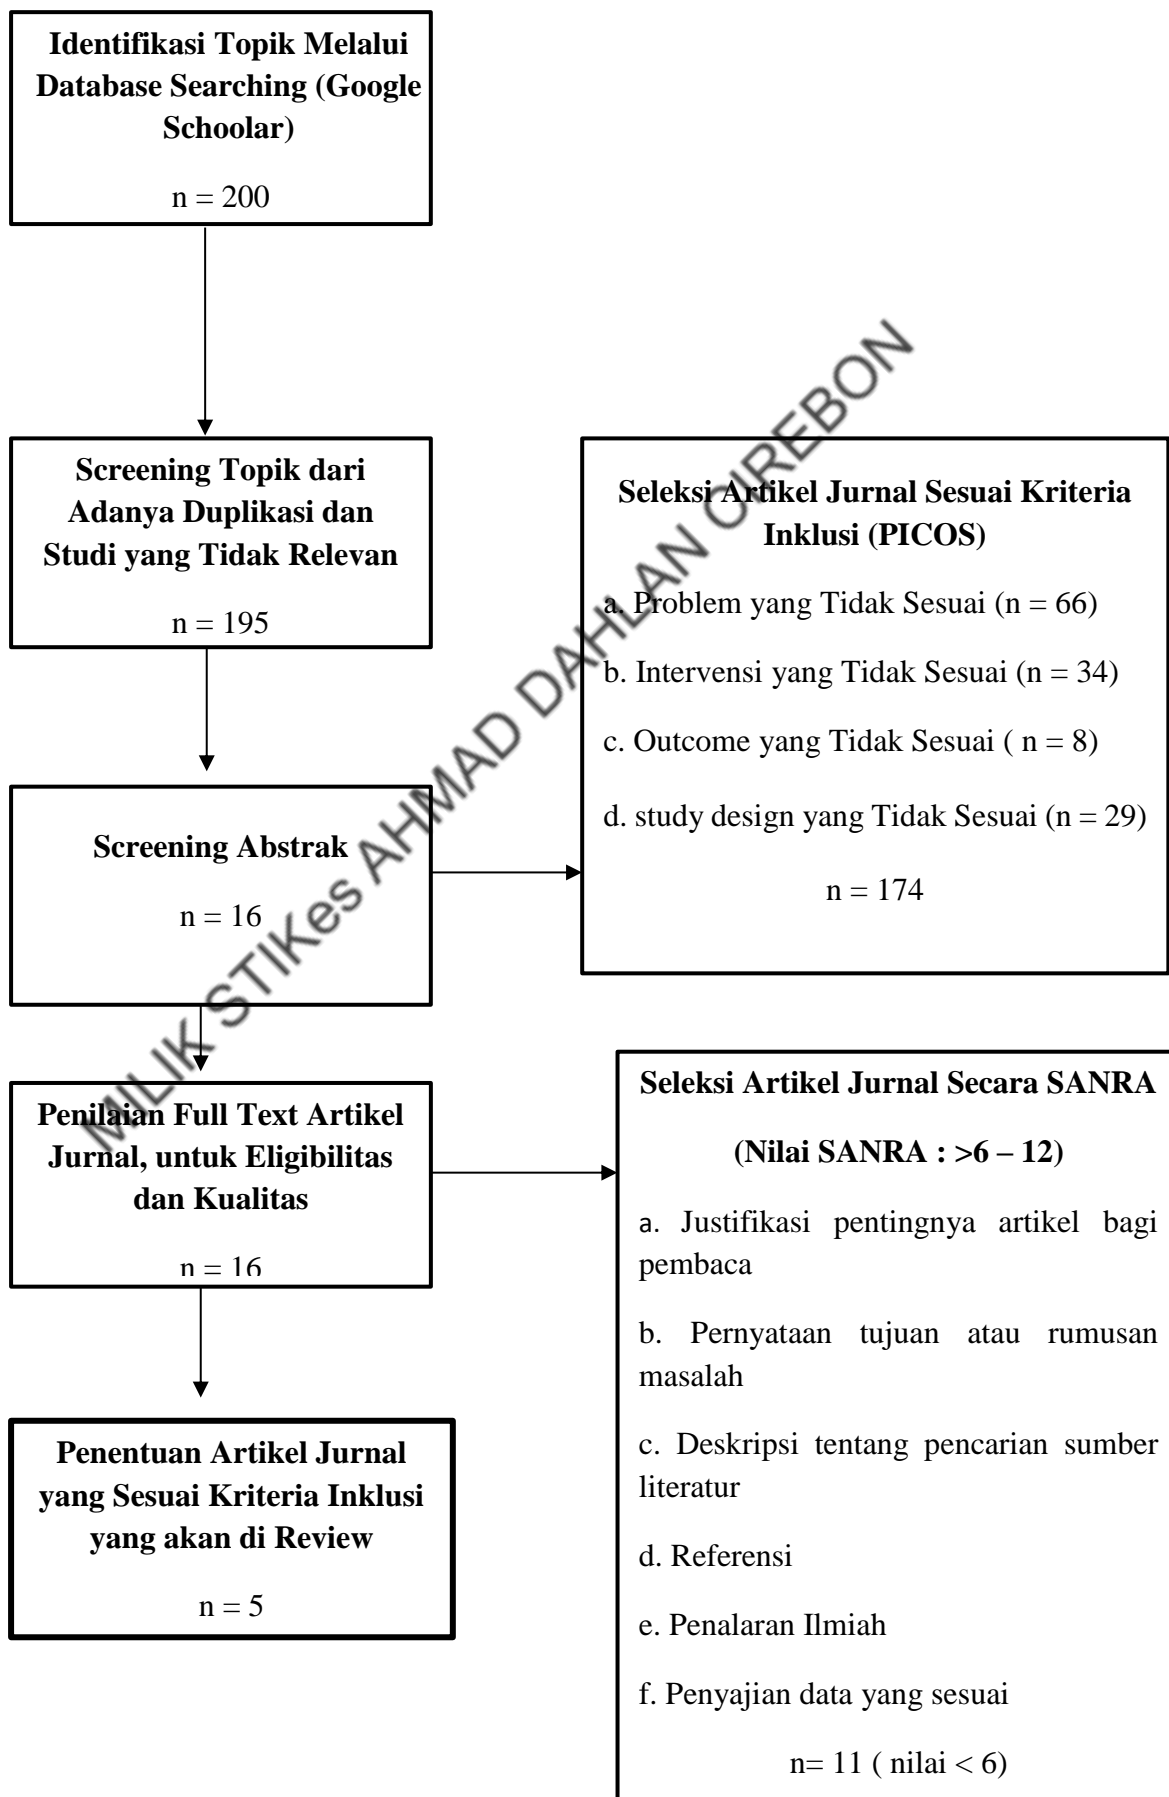 Identifikasi Topik Melalui
Database Searching (Google
Schoolar)
n = 200
Screening Topik dari
Adanya Duplikasi dan
Studi yang Tidak Relevan
n = 195
Seleksi Artikel Jurnal Sesuai Kriteria
Inklusi (PICOS)
a. Problem yang Tidak Sesuai (n = 66)
b. Intervensi yang Tidak Sesuai (n = 34)
c. Outcome yang Tidak Sesuai ( n = 8)
d. study design yang Tidak Sesuai (n = 29)
n = 174
Screening Abstrak
n = 16
Penilaian Full Text Artikel
Jurnal, untuk Eligibilitas
dan Kualitas
n = 16
Seleksi Artikel Jurnal Secara SANRA
(Nilai SANRA : >6 – 12)
a. Justifikasi pentingnya artikel bagi
pembaca
b. Pernyataan tujuan atau rumusan
masalah
c. Deskripsi tentang pencarian sumber
literatur
d. Referensi
e. Penalaran Ilmiah
f. Penyajian data yang sesuai
n= 11 ( nilai < 6)
Penentuan Artikel Jurnal
yang Sesuai Kriteria Inklusi
yang akan di Review
n = 5
MILIK STIKes AHMAD DAHLAN CIREBON